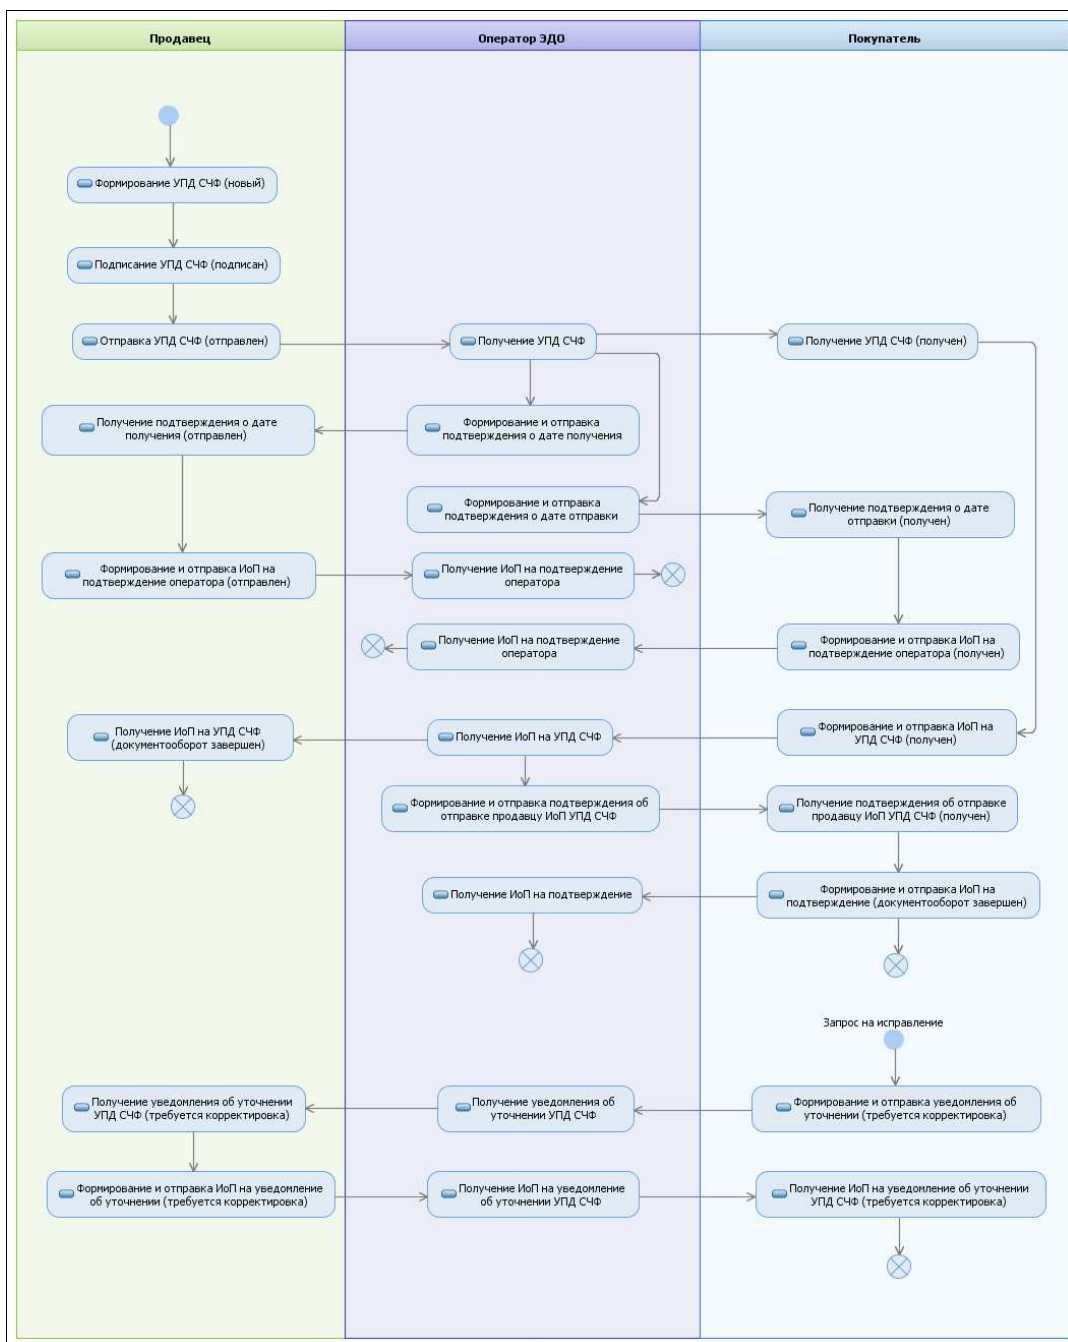 Продавец
Оператор ЭДО
Покупатель
Формирование УПД СЧФ (новый)
Подписание УПД СЧФ (подписан)
Отправка УПД СЧФ (отправлен)
Получение УПД СЧФ
Получение УПД СЧФ (получен)
Получение подтверждения о дате
получения (отправлен)
Формирование и отправка
подтверждения о дате получения
Формирование и отправка
подтверждения о дате отправки
Получение подтверждения о дате
отправки (получен)
Формирование и отправка ИоП на
подтверждение оператора (отправлен)
Получение ИоП на подтверждение
оператора
Получение ИоП на подтверждение
оператора
Формирование и отправка ИоП на
подтверждение оператора (получен)
Получение ИоП на УПД СЧФ
(документооборот завершен)
Получение ИоП на УПД СЧФ
Формирование и отправка ИоП на
УПД СЧФ (получен)
Формирование и отправка подтверждения об
отправке продавцу ИоП УПД СЧФ
Получение подтверждения об отправке
продавцу ИоП УПД СЧФ (получен)
Получение ИоП на подтверждение
Формирование и отправка ИоП на
подтверждение (документооборот завершен)
Запрос на исправление
Получение уведомления об уточнении
УПД СЧФ (требуется корректировка)
Получение уведомления об
уточнении УПД СЧФ
Формирование и отправка уведомления об
уточнении (требуется корректировка)
Формирование и отправка ИоП на уведомление
об уточнении (требуется корректировка)
Получение ИоП на уведомление
об уточнении УПД СЧФ
Получение ИоП на уведомление об уточнении
УПД СЧФ (требуется корректировка)